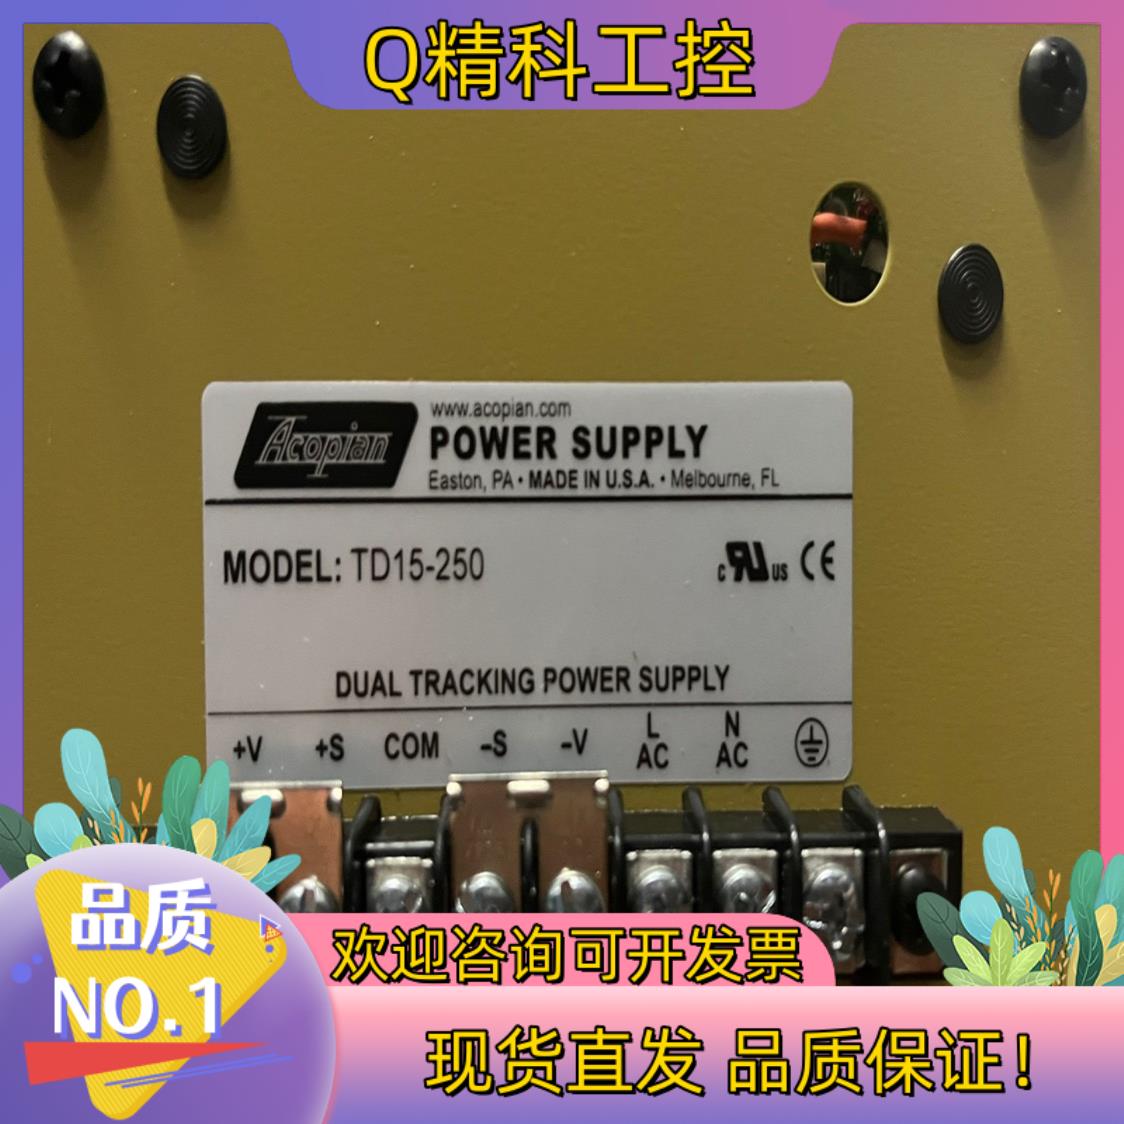 Q精科工控
Acopian
www.acopian.com
POWER SUPPLY
Easton, PA • MADE IN U.S.A. • Melbourne, FL
MODEL: TD15-250
c RU US CE
DUAL TRACKING POWER SUPPLY
+V +S COM -S -V L AC N AC
品质
NO.1
欢迎咨询可开发票
现货直发 品质保证!